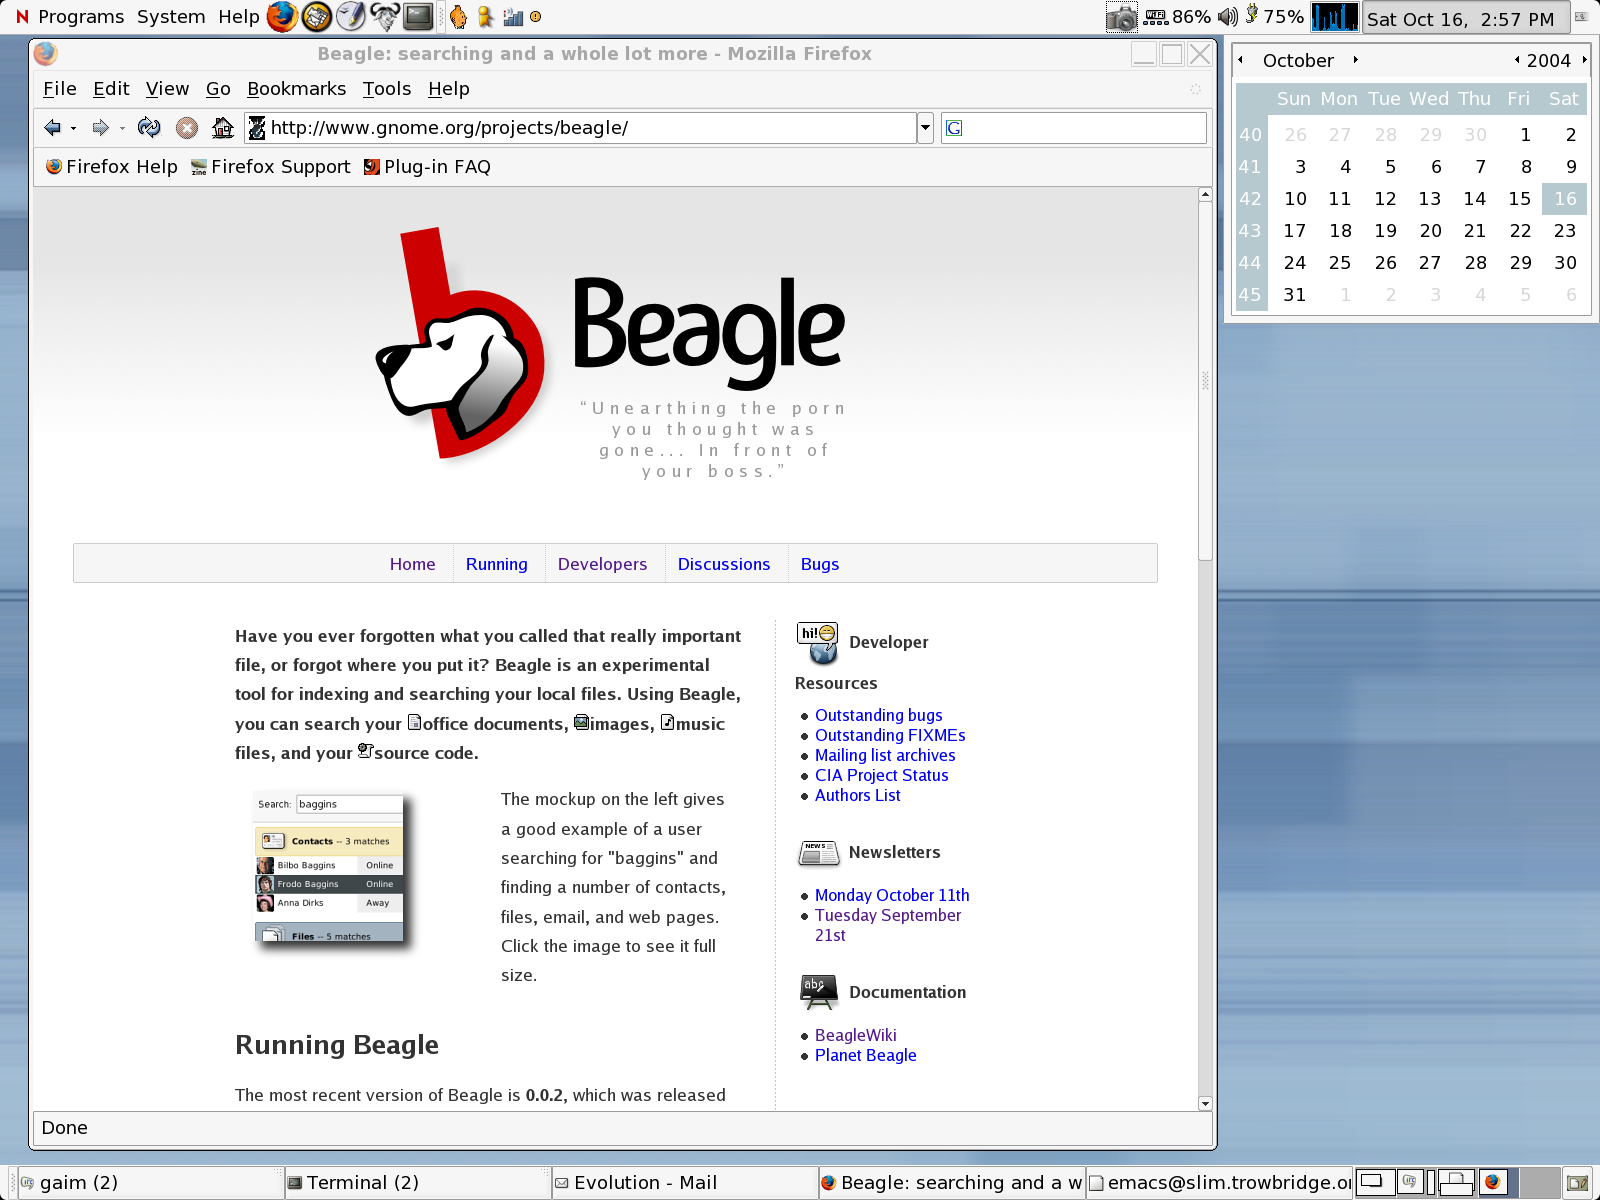 Programs System Help 86% 75% Sat Oct 16, 2:57 PM
Beagle: searching and a whole lot more - Mozilla Firefox
File Edit View Go Bookmarks Tools Help
http://www.gnome.org/projects/beagle/
Firefox Help Firefox Support Plug-in FAQ
Beagle
“Unearthing the porn
you thought was
gone... In front of
your boss.”
Home Running Developers Discussions Bugs
Have you ever forgotten what you called that really important
file, or forgot where you put it? Beagle is an experimental
tool for indexing and searching your local files. Using Beagle,
you can search your office documents, images, music
files, and your source code.
Search: baggins
Contacts -- 3 matches
Bilbo Baggins Online
Frodo Baggins Online
Anna Dirks Away
Files -- 5 matches
The mockup on the left gives
a good example of a user
searching for "baggins" and
finding a number of contacts,
files, email, and web pages.
Click the image to see it full
size.
Running Beagle
The most recent version of Beagle is 0.0.2, which was released
hi!
Developer
Resources
Outstanding bugs
Outstanding FIXMEs
Mailing list archives
CIA Project Status
Authors List
NEWS
Newsletters
Monday October 11th
Tuesday September
21st
abc
Documentation
BeagleWiki
Planet Beagle
Done
October 2004
Sun Mon Tue Wed Thu Fri Sat
40 26 27 28 29 30 1 2
41 3 4 5 6 7 8 9
42 10 11 12 13 14 15 16
43 17 18 19 20 21 22 23
44 24 25 26 27 28 29 30
45 31 1 2 3 4 5 6
gaim (2) Terminal (2) Evolution - Mail Beagle: searching and a w emacs@slim.trowbridge.or